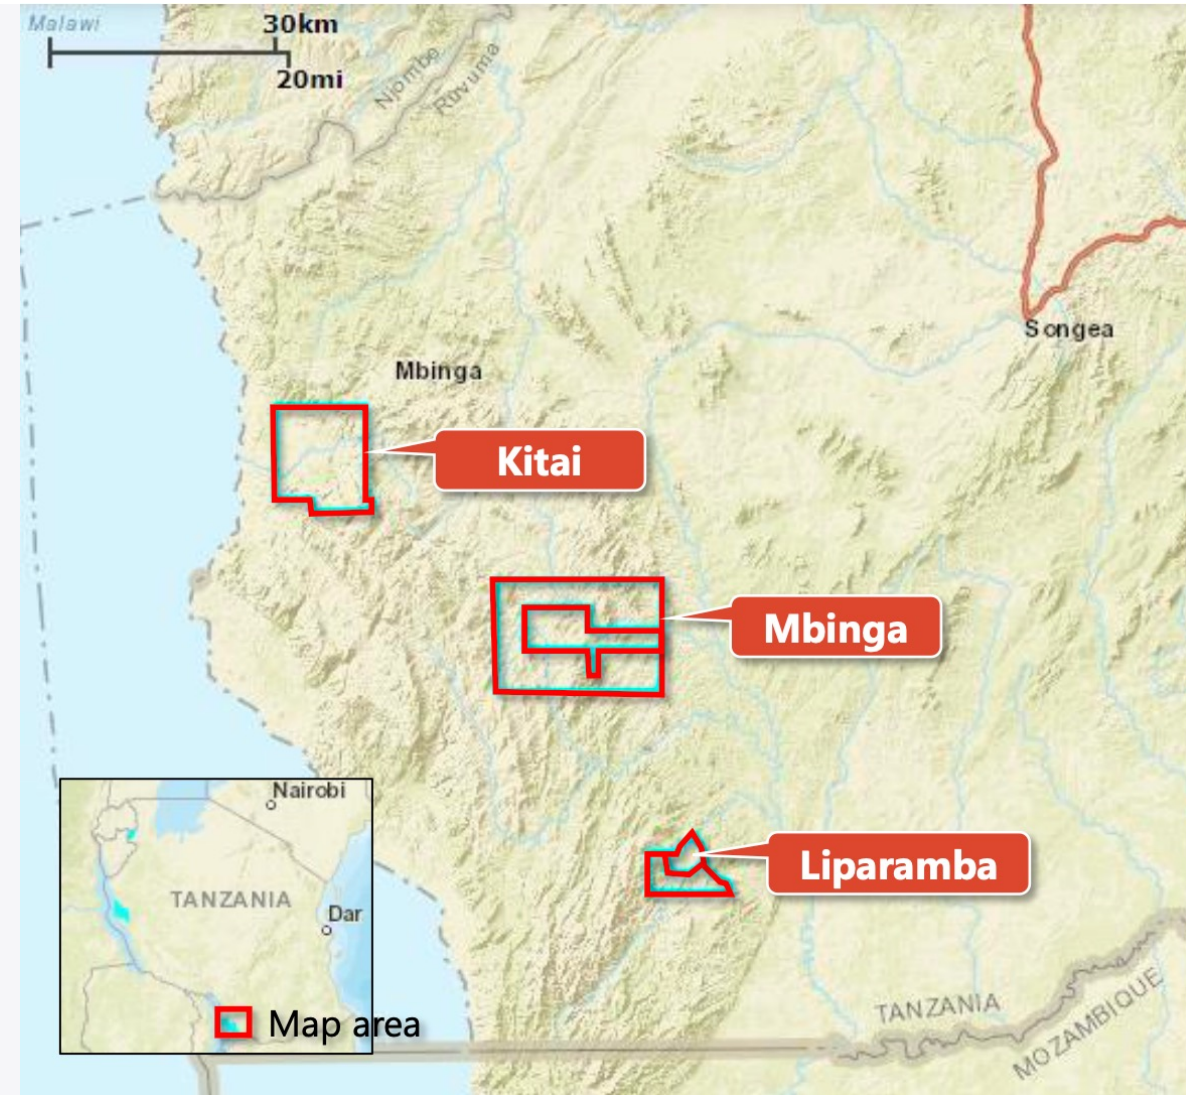 Malawi
30km
20mi
Njombe
Ruvuma
Songea
Mbinga
Kitai
Mbinga
Liparamba
Nairobi
TANZANIA
Dar
Map area
TANZANIA
MOZAMBIQUE